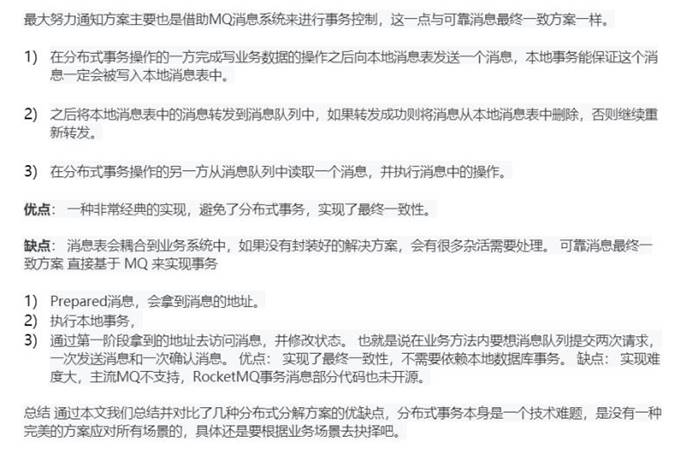 最大努力通知方案主要也是借助MQ消息系统来进行事务控制，这一点与可靠消息最终一致方案一样。
1) 在分布式事务操作的一方完成写业务数据的操作之后向本地消息表发送一个消息，本地事务能保证这个消
息一定会被写入本地消息表中。
2) 之后将本地消息表中的消息转发到消息队列中，如果转发成功则将消息从本地消息表中删除，否则继续重
新转发。
3) 在分布式事务操作的另一方从消息队列中读取一个消息，并执行消息中的操作。
优点： 一种非常经典的实现，避免了分布式事务，实现了最终一致性。
缺点： 消息表会耦合到业务系统中，如果没有封装好的解决方案，会有很多杂活需要处理。 可靠消息最终一
致方案 直接基于 MQ 来实现事务
1) Prepared消息，会拿到消息的地址。
2) 执行本地事务，
3) 通过第一阶段拿到的地址去访问消息，并修改状态。 也就是说在业务方法内要想消息队列提交两次请求，
一次发送消息和一次确认消息。 优点： 实现了最终一致性，不需要依赖本地数据库事务。 缺点： 实现难
度大，主流MQ不支持，RocketMQ事务消息部分代码也未开源。
总结 通过本文我们总结并对比了几种分布式分解方案的优缺点，分布式事务本身是一个技术难题，是没有一种
完美的方案应对所有场景的，具体还是要根据业务场景去抉择吧。